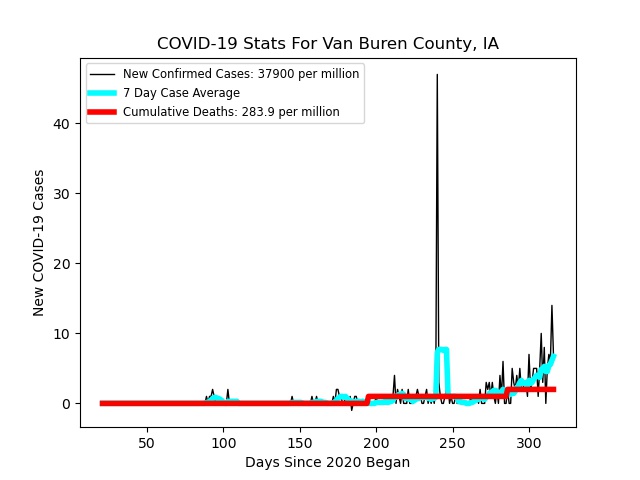 COVID-19 Stats For Van Buren County, IA
New Confirmed Cases: 37900 per million
7 Day Case Average
Cumulative Deaths: 283.9 per million
New COVID-19 Cases
40
30
20
10
0
50 100 150 200 250 300
Days Since 2020 Began